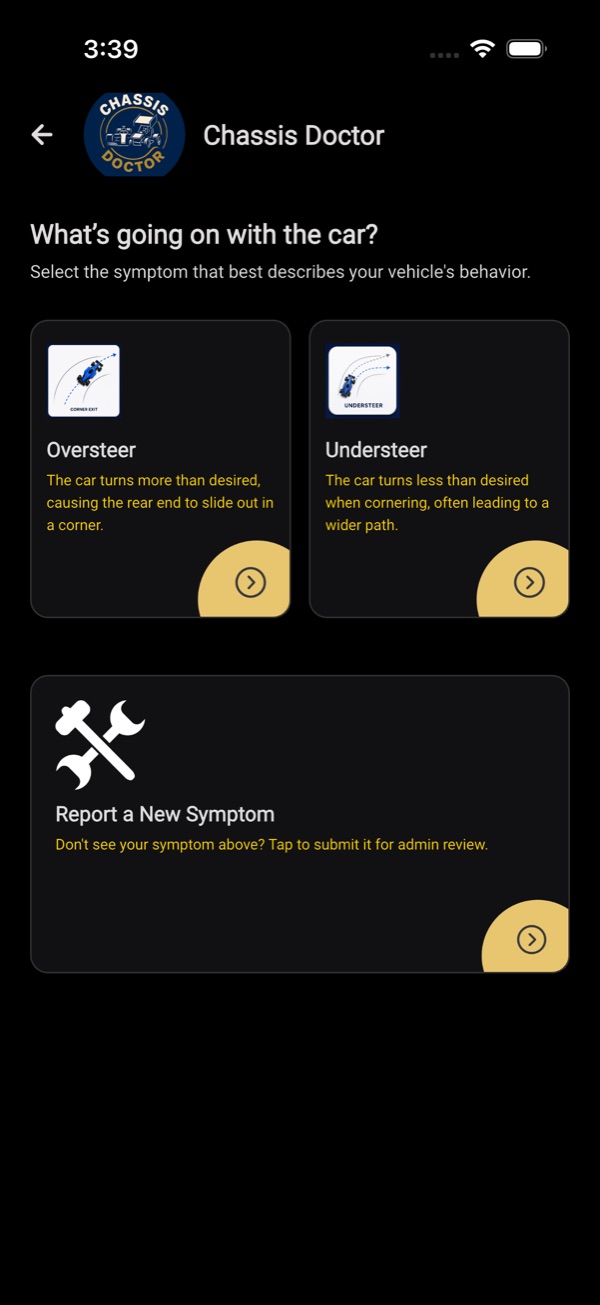 3:39
CHASSIS
DOCTOR
Chassis Doctor
What’s going on with the car?
Select the symptom that best describes your vehicle's behavior.
CORNER EXIT
UNDERSTEER
Oversteer
The car turns more than desired,
causing the rear end to slide out in
a corner.
Understeer
The car turns less than desired
when cornering, often leading to a
wider path.
Report a New Symptom
Don't see your symptom above? Tap to submit it for admin review.